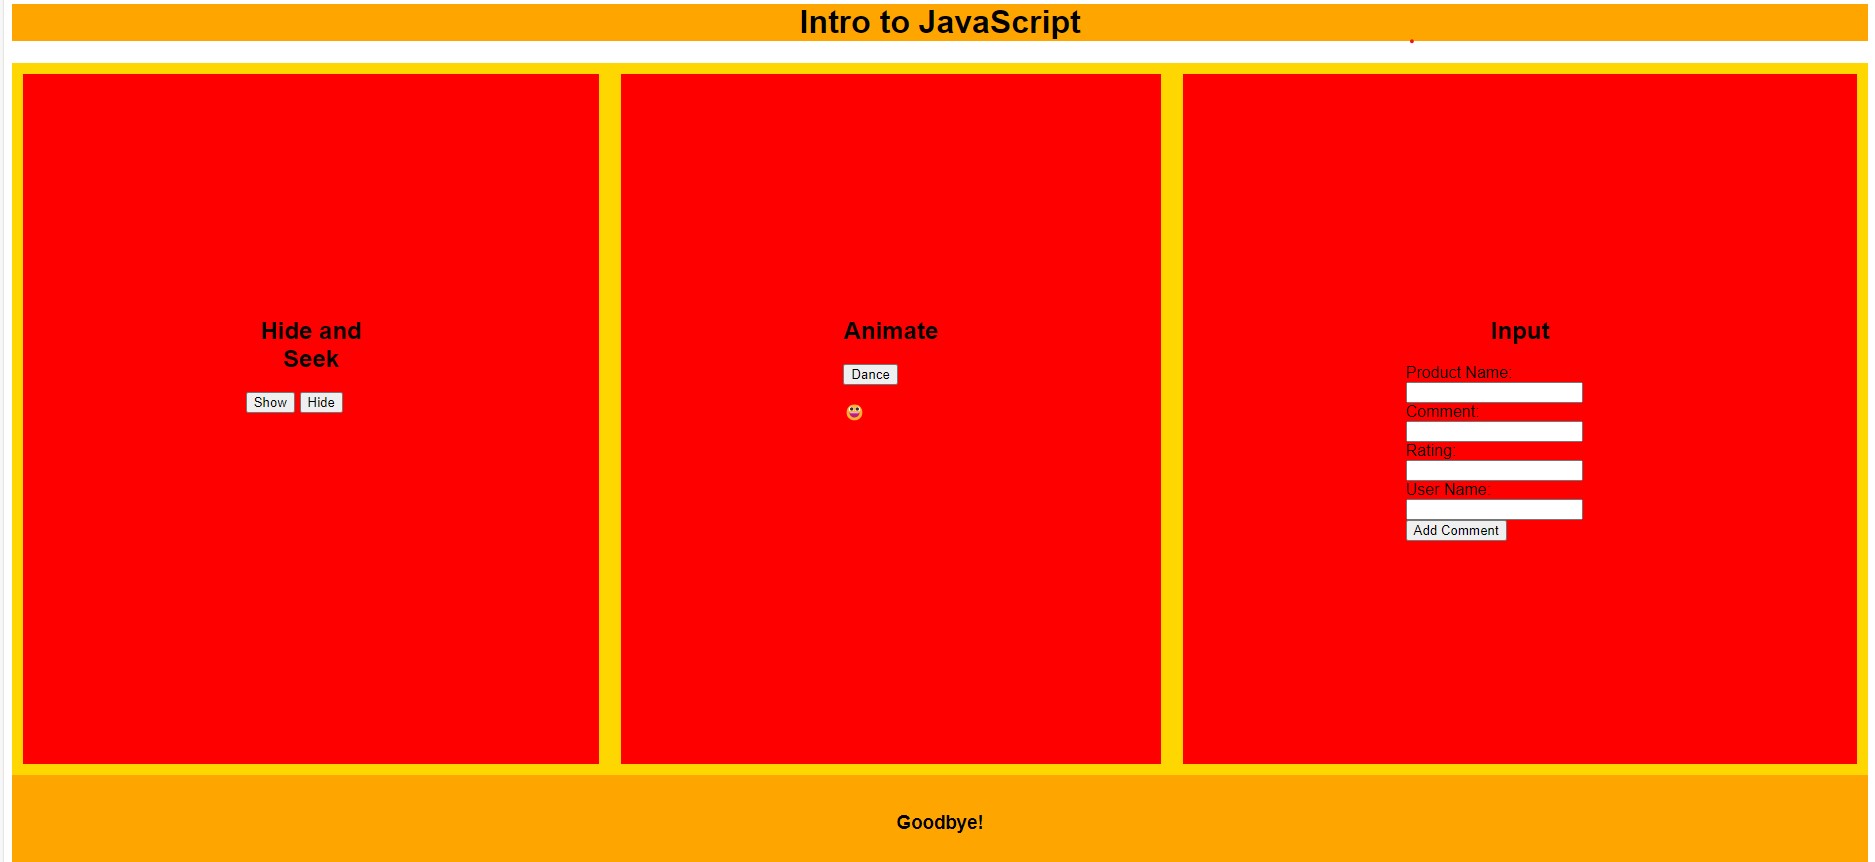 Intro to JavaScript
Hide and
Seek
Show Hide
Animate
Dance
Input
Product Name:
Comment:
Rating:
User Name:
Add Comment
Goodbye!